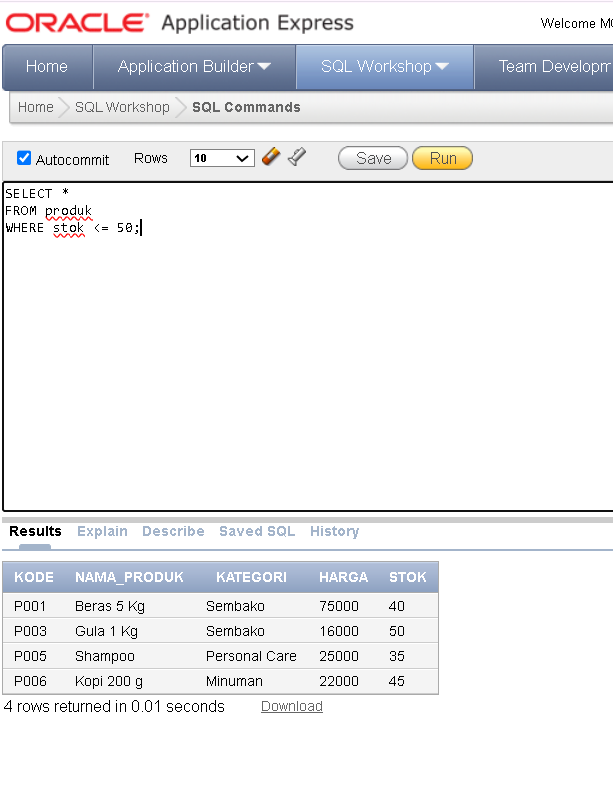 ORACLE® Application Express
Welcome
Home Application Builder SQL Workshop Team
Home SQL Workshop SQL Commands
Autocommit Rows 10 Save Run
SELECT *
FROM produk
WHERE stok <= 50;
Results Explain Describe Saved SQL History
KODE NAMA_PRODUK KATEGORI HARGA STOK
P001 Beras 5 Kg Sembako 75000 40
P003 Gula 1 Kg Sembako 16000 50
P005 Shampoo Personal Care 25000 35
P006 Kopi 200 g Minuman 22000 45
4 rows returned in 0.01 seconds Download